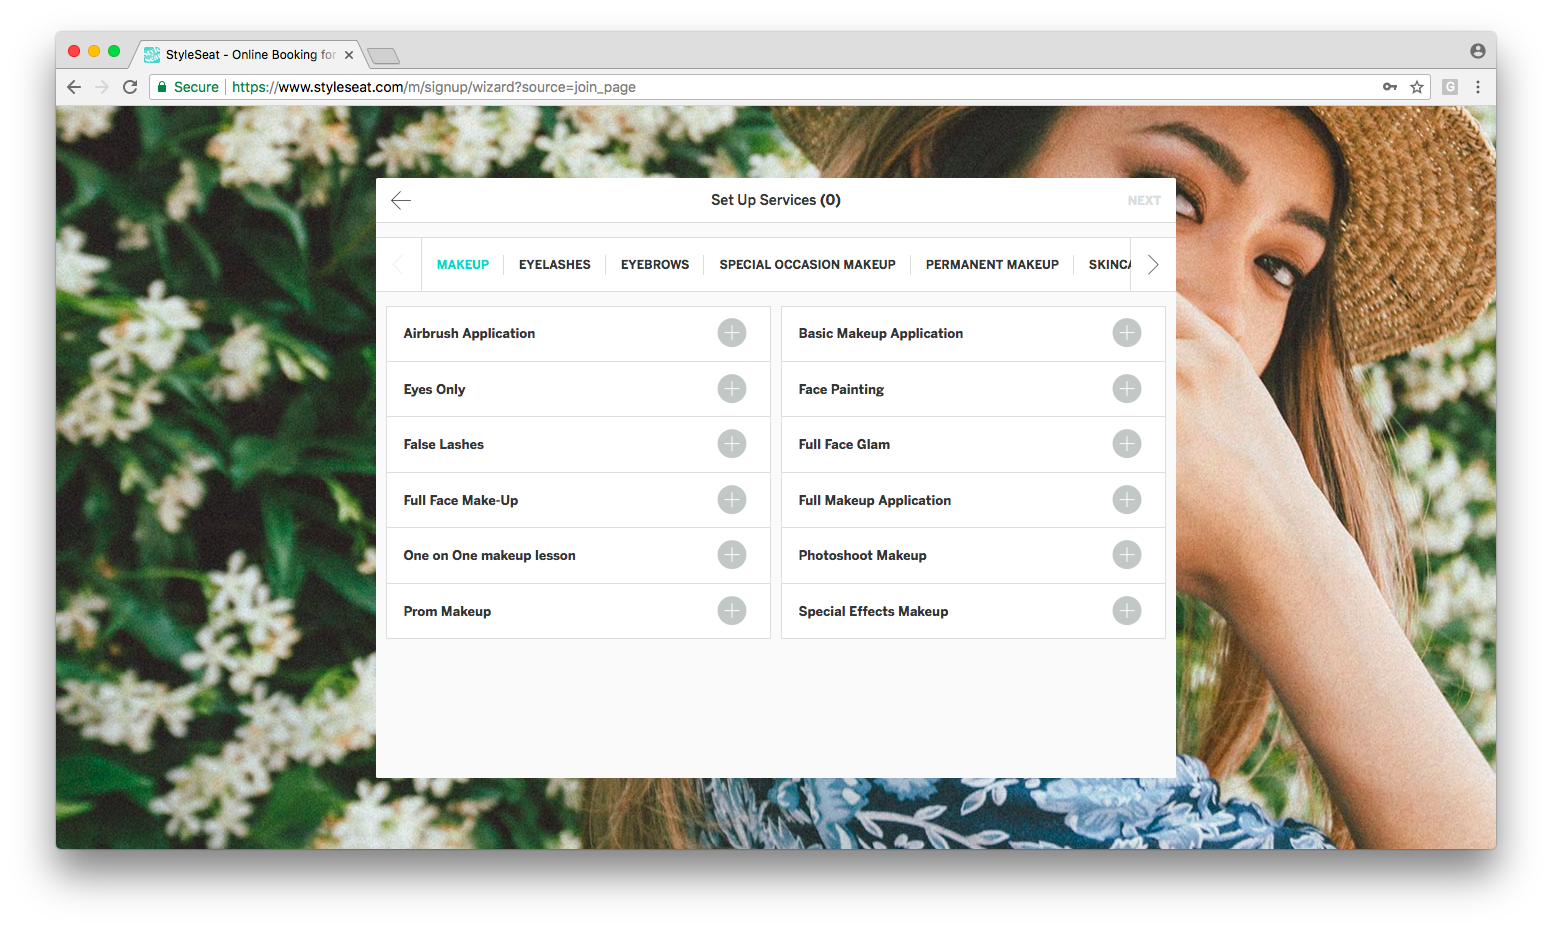 StyleSeat - Online Booking for
Secure https://www.styleseat.com/m/signup/wizard?source=join_page
G
Set Up Services (0)
NEXT
MAKEUP EYELASHES EYEBROWS SPECIAL OCCASION MAKEUP PERMANENT MAKEUP SKINCA
Airbrush Application
Basic Makeup Application
Eyes Only
Face Painting
False Lashes
Full Face Glam
Full Face Make-Up
Full Makeup Application
One on One makeup lesson
Photoshoot Makeup
Prom Makeup
Special Effects Makeup